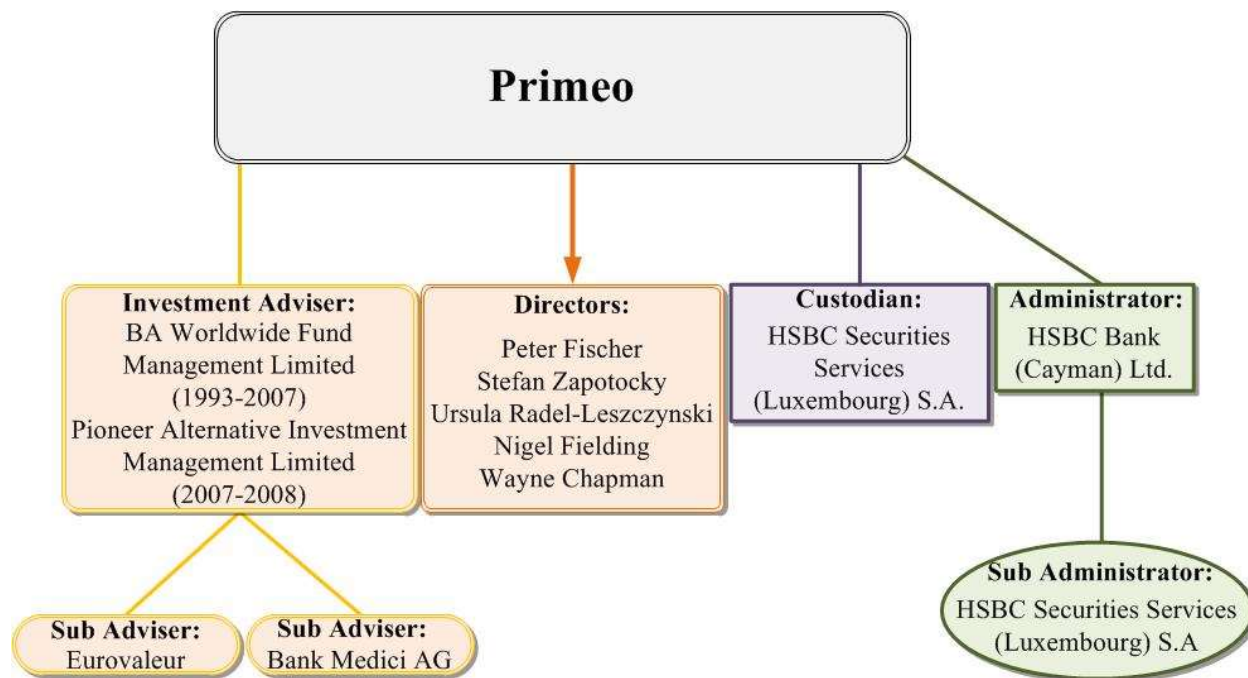 Primeo
Investment Adviser:
BA Worldwide Fund
Management Limited
(1993-2007)
Pioneer Alternative Investment
Management Limited
(2007-2008)
Directors:
Peter Fischer
Stefan Zapotocky
Ursula Radel-Leszczynski
Nigel Fielding
Wayne Chapman
Custodian:
HSBC Securities
Services
(Luxembourg) S.A.
Administrator:
HSBC Bank
(Cayman) Ltd.
Sub Adviser:
Eurovaleur
Sub Adviser:
Bank Medici AG
Sub Administrator:
HSBC Securities Services
(Luxembourg) S.A